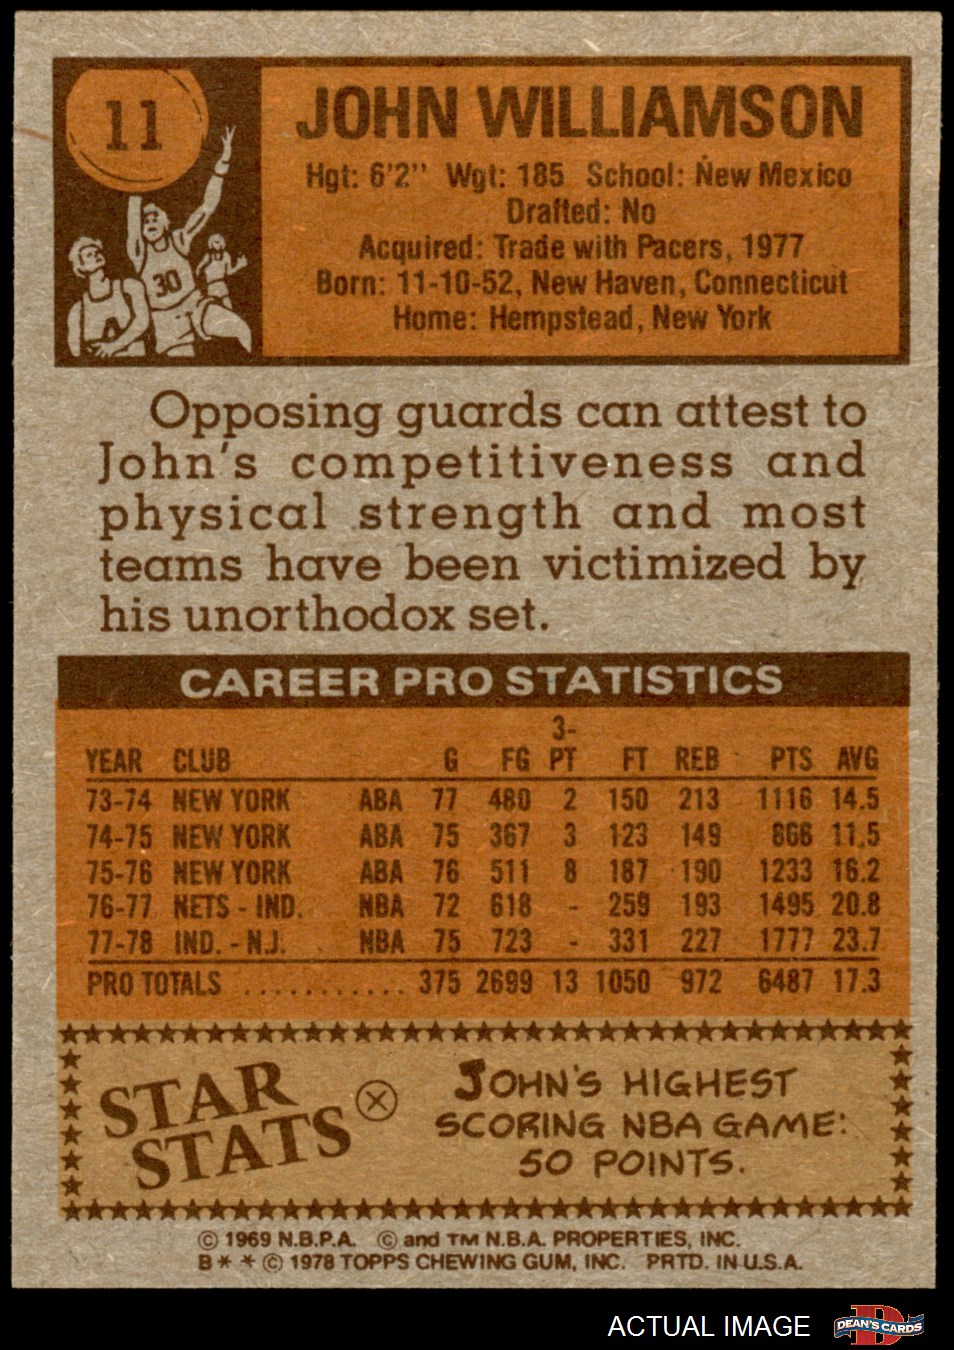 11
JOHN WILLIAMSON
Hgt: 6'2" Wgt: 185 School: New Mexico
Drafted: No
Acquired: Trade with Pacers, 1977
Born: 11-10-52, New Haven, Connecticut
Home: Hempstead, New York
30
Opposing guards can attest to
John's competitiveness and
physical strength and most
teams have been victimized by
his unorthodox set.
CAREER PRO STATISTICS
YEAR CLUB G FG 3-PT FT REB PTS AVG
73-74 NEW YORK ABA 77 480 2 150 213 1116 14.5
74-75 NEW YORK ABA 75 367 3 123 149 866 11.5
75-76 NEW YORK ABA 76 511 8 187 190 1233 16.2
76-77 NETS - IND. NBA 72 618 - 259 193 1495 20.8
77-78 IND. - N.J. NBA 75 723 - 331 227 1777 23.7
PRO TOTALS ........... 375 2699 13 1050 972 6487 17.3
STAR
STATS
JOHN'S HIGHEST
SCORING NBA GAME:
50 POINTS.
© 1969 N.B.P.A. © and TM N.B.A. PROPERTIES, INC.
B * * © 1978 TOPPS CHEWING GUM, INC. PRTD. IN U.S.A.
ACTUAL IMAGE
DEAN'S CARDS